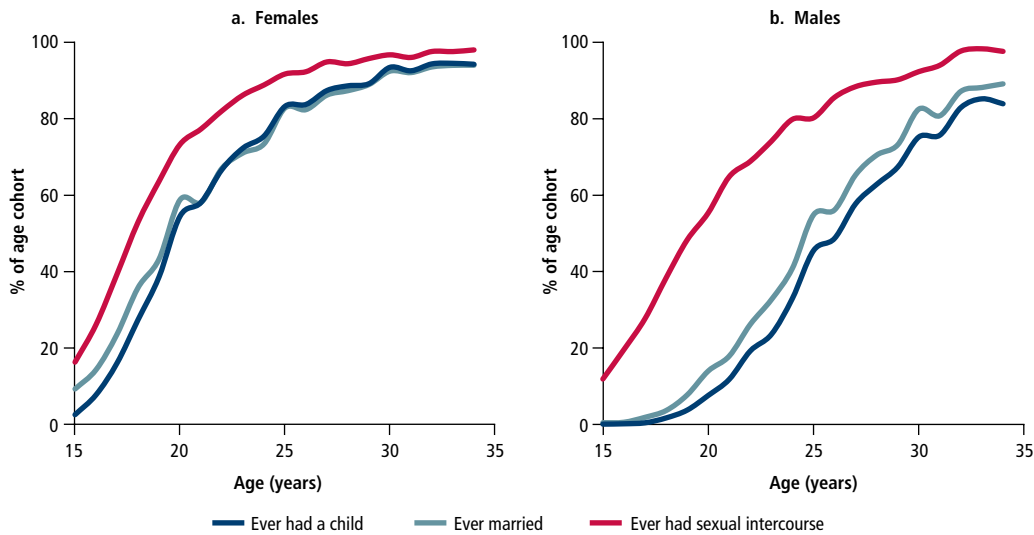 a. Females
100
80
60
40
20
0
% of age cohort
15 20 25 30 35
Age (years)
b. Males
100
80
60
40
20
0
% of age cohort
15 20 25 30 35
Age (years)
Ever had a child Ever married Ever had sexual intercourse